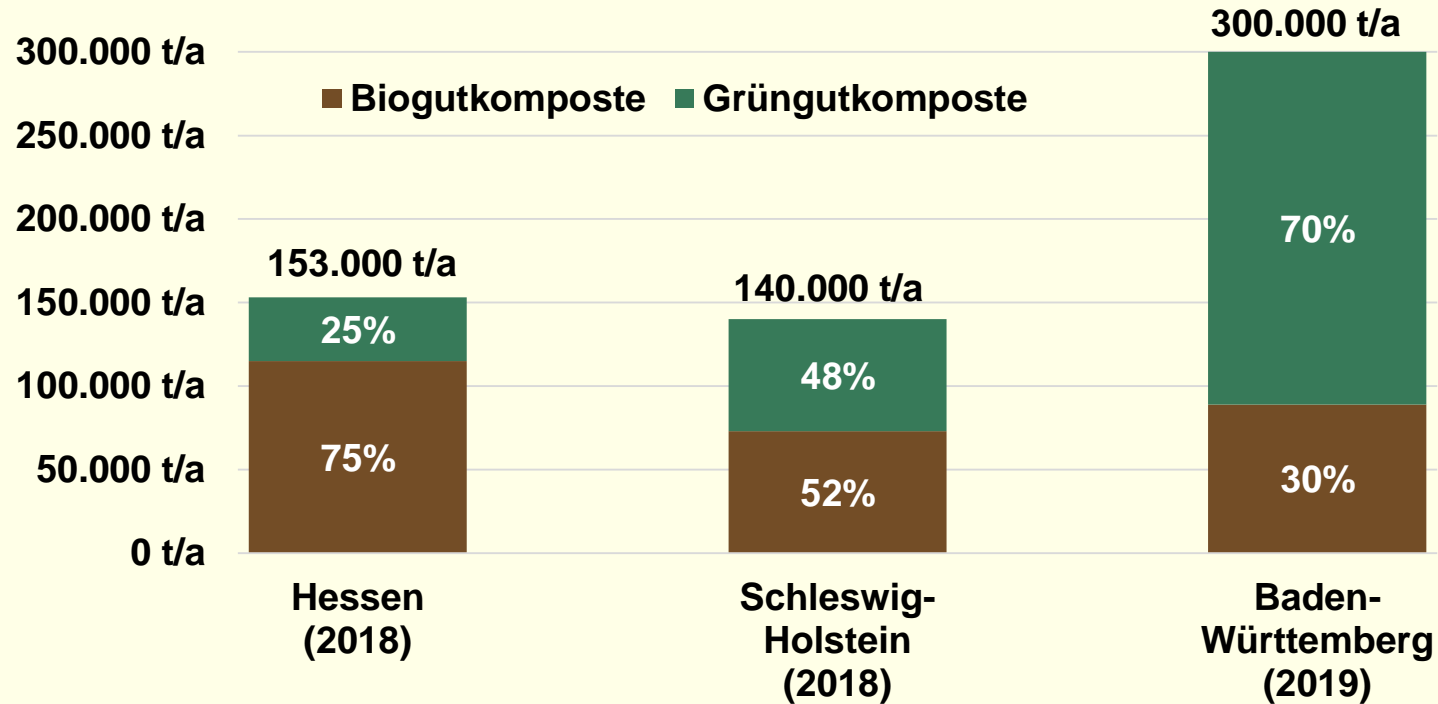 300.000 t/a
300.000 t/a
Biogutkomposte Grüngutkomposte
250.000 t/a
200.000 t/a
70%
153.000 t/a
140.000 t/a
150.000 t/a
25%
48%
100.000 t/a
75%
52%
30%
50.000 t/a
0 t/a
Hessen
(2018)
Schleswig-
Holstein
(2018)
Baden-
Württemberg
(2019)